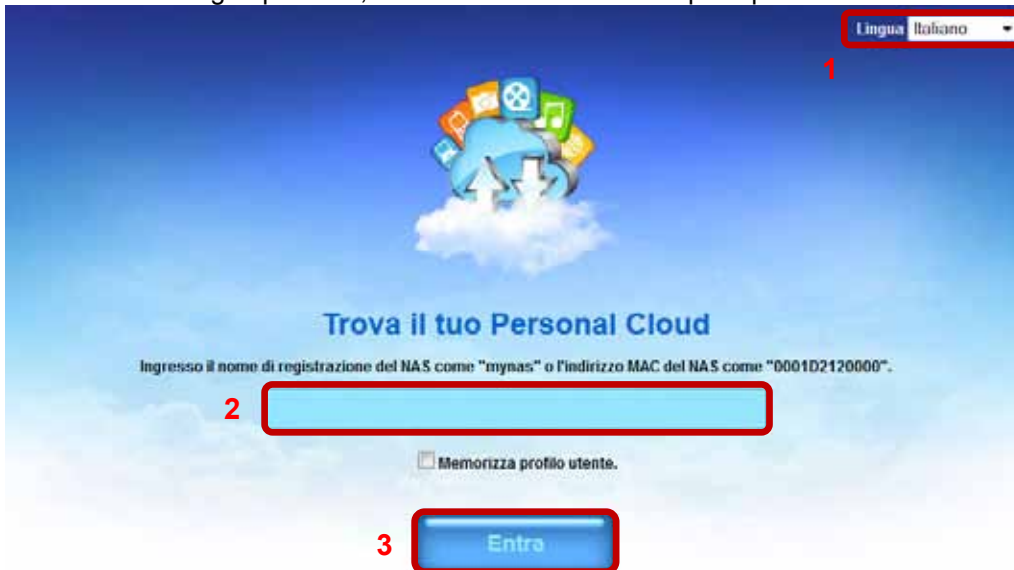 Lingua Italiano
1
Trova il tuo Personal Cloud
Ingresso il nome di registrazione del NAS come "mynas" o l'indirizzo MAC del NAS come "0001D2120000".
2
Memorizza profilo utente.
3 Entra